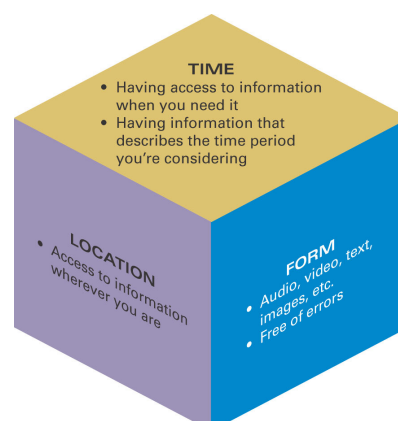 TIME
• Having access to information
when you need it
• Having information that
describes the time period
you're considering
LOCATION
• Access to information
wherever you are
FORM
• Audio, video, text,
images, etc.
• Free of errors